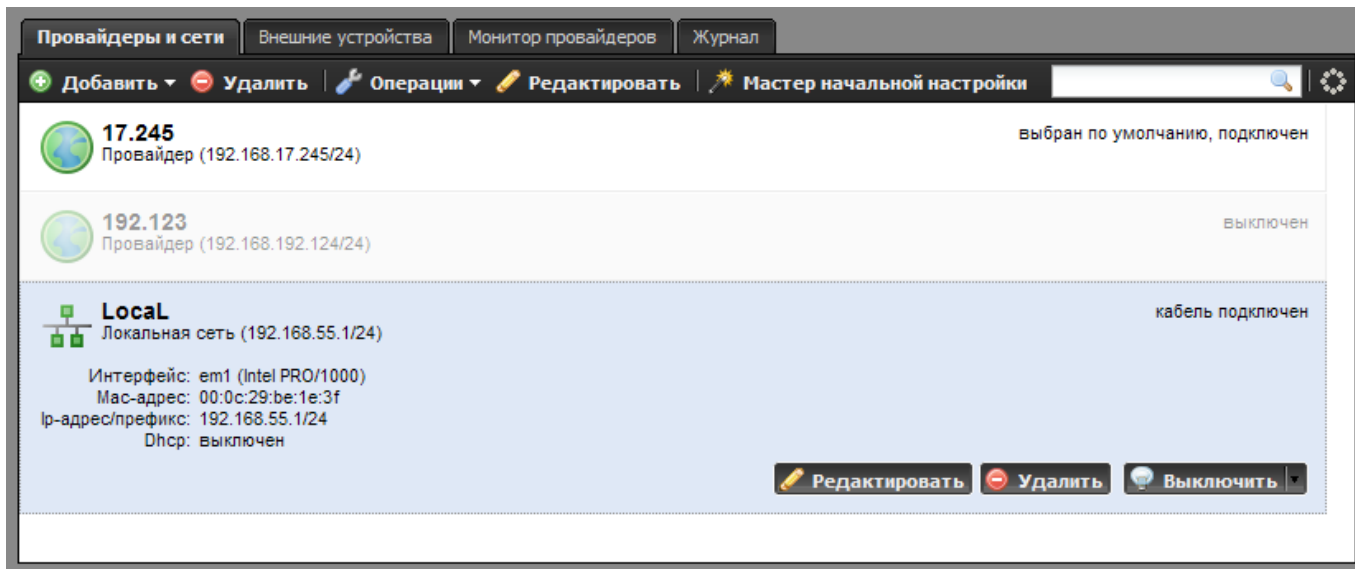 Провайдеры и сети Внешние устройства Монитор провайдеров Журнал
Добавить Удалить Операции Редактировать Мастер начальной настройки
17.245 выбран по умолчанию, подключен
Провайдер (192.168.17.245/24)
192.123 выключен
Провайдер (192.168.192.124/24)
LocaL кабель подключен
Локальная сеть (192.168.55.1/24)
Интерфейс: em1 (Intel PRO/1000)
Мас-адрес: 00:0c:29:be:1e:3f
Ip-адрес/префикс: 192.168.55.1/24
Dhcp: выключен
Редактировать Удалить Выключить